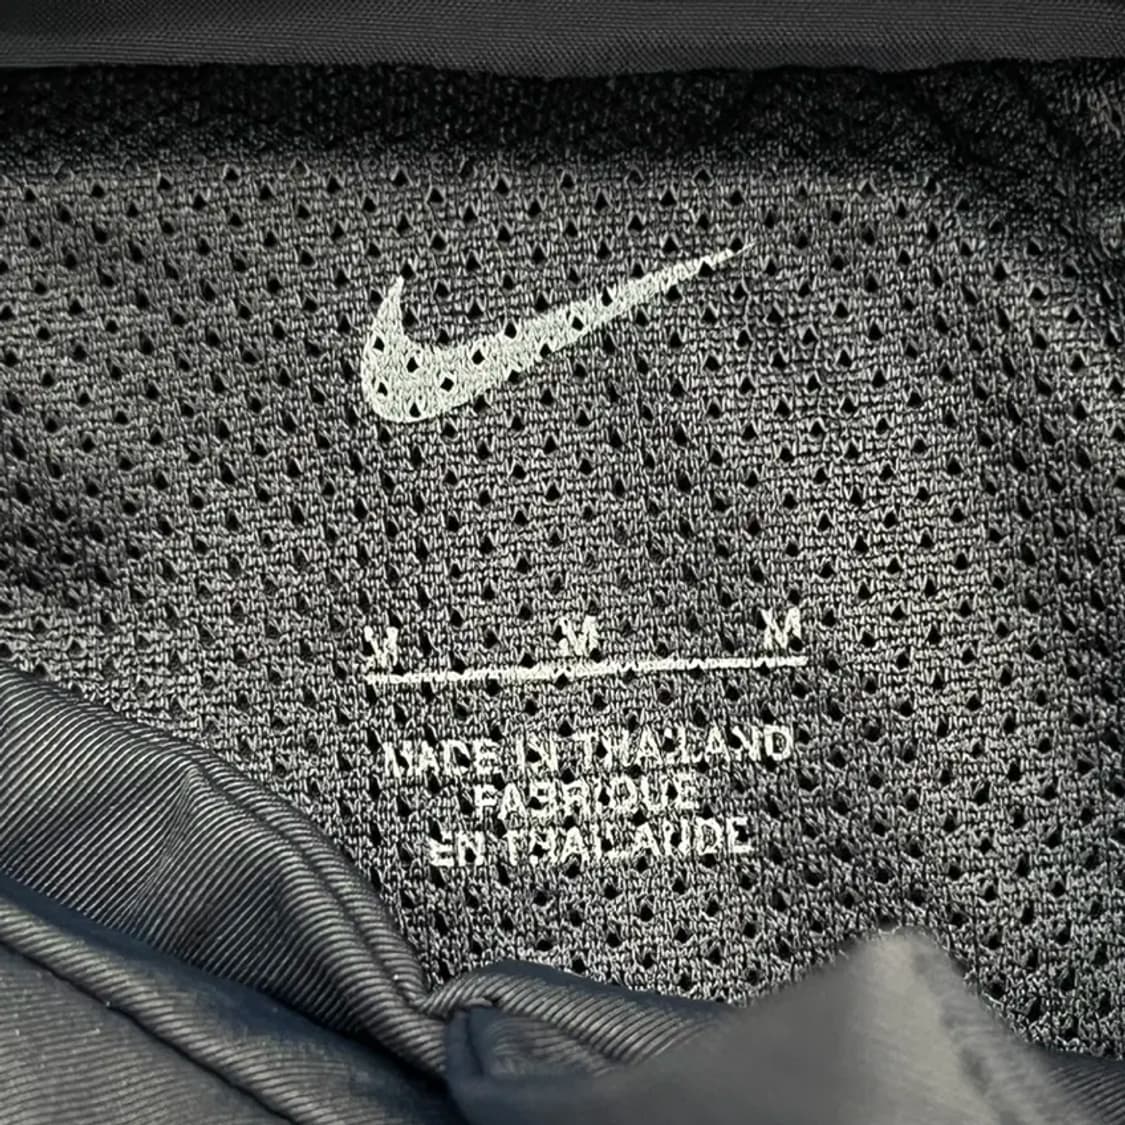 M M M
MADE IN THAILAND
FABRIQUE
EN THAILANDE